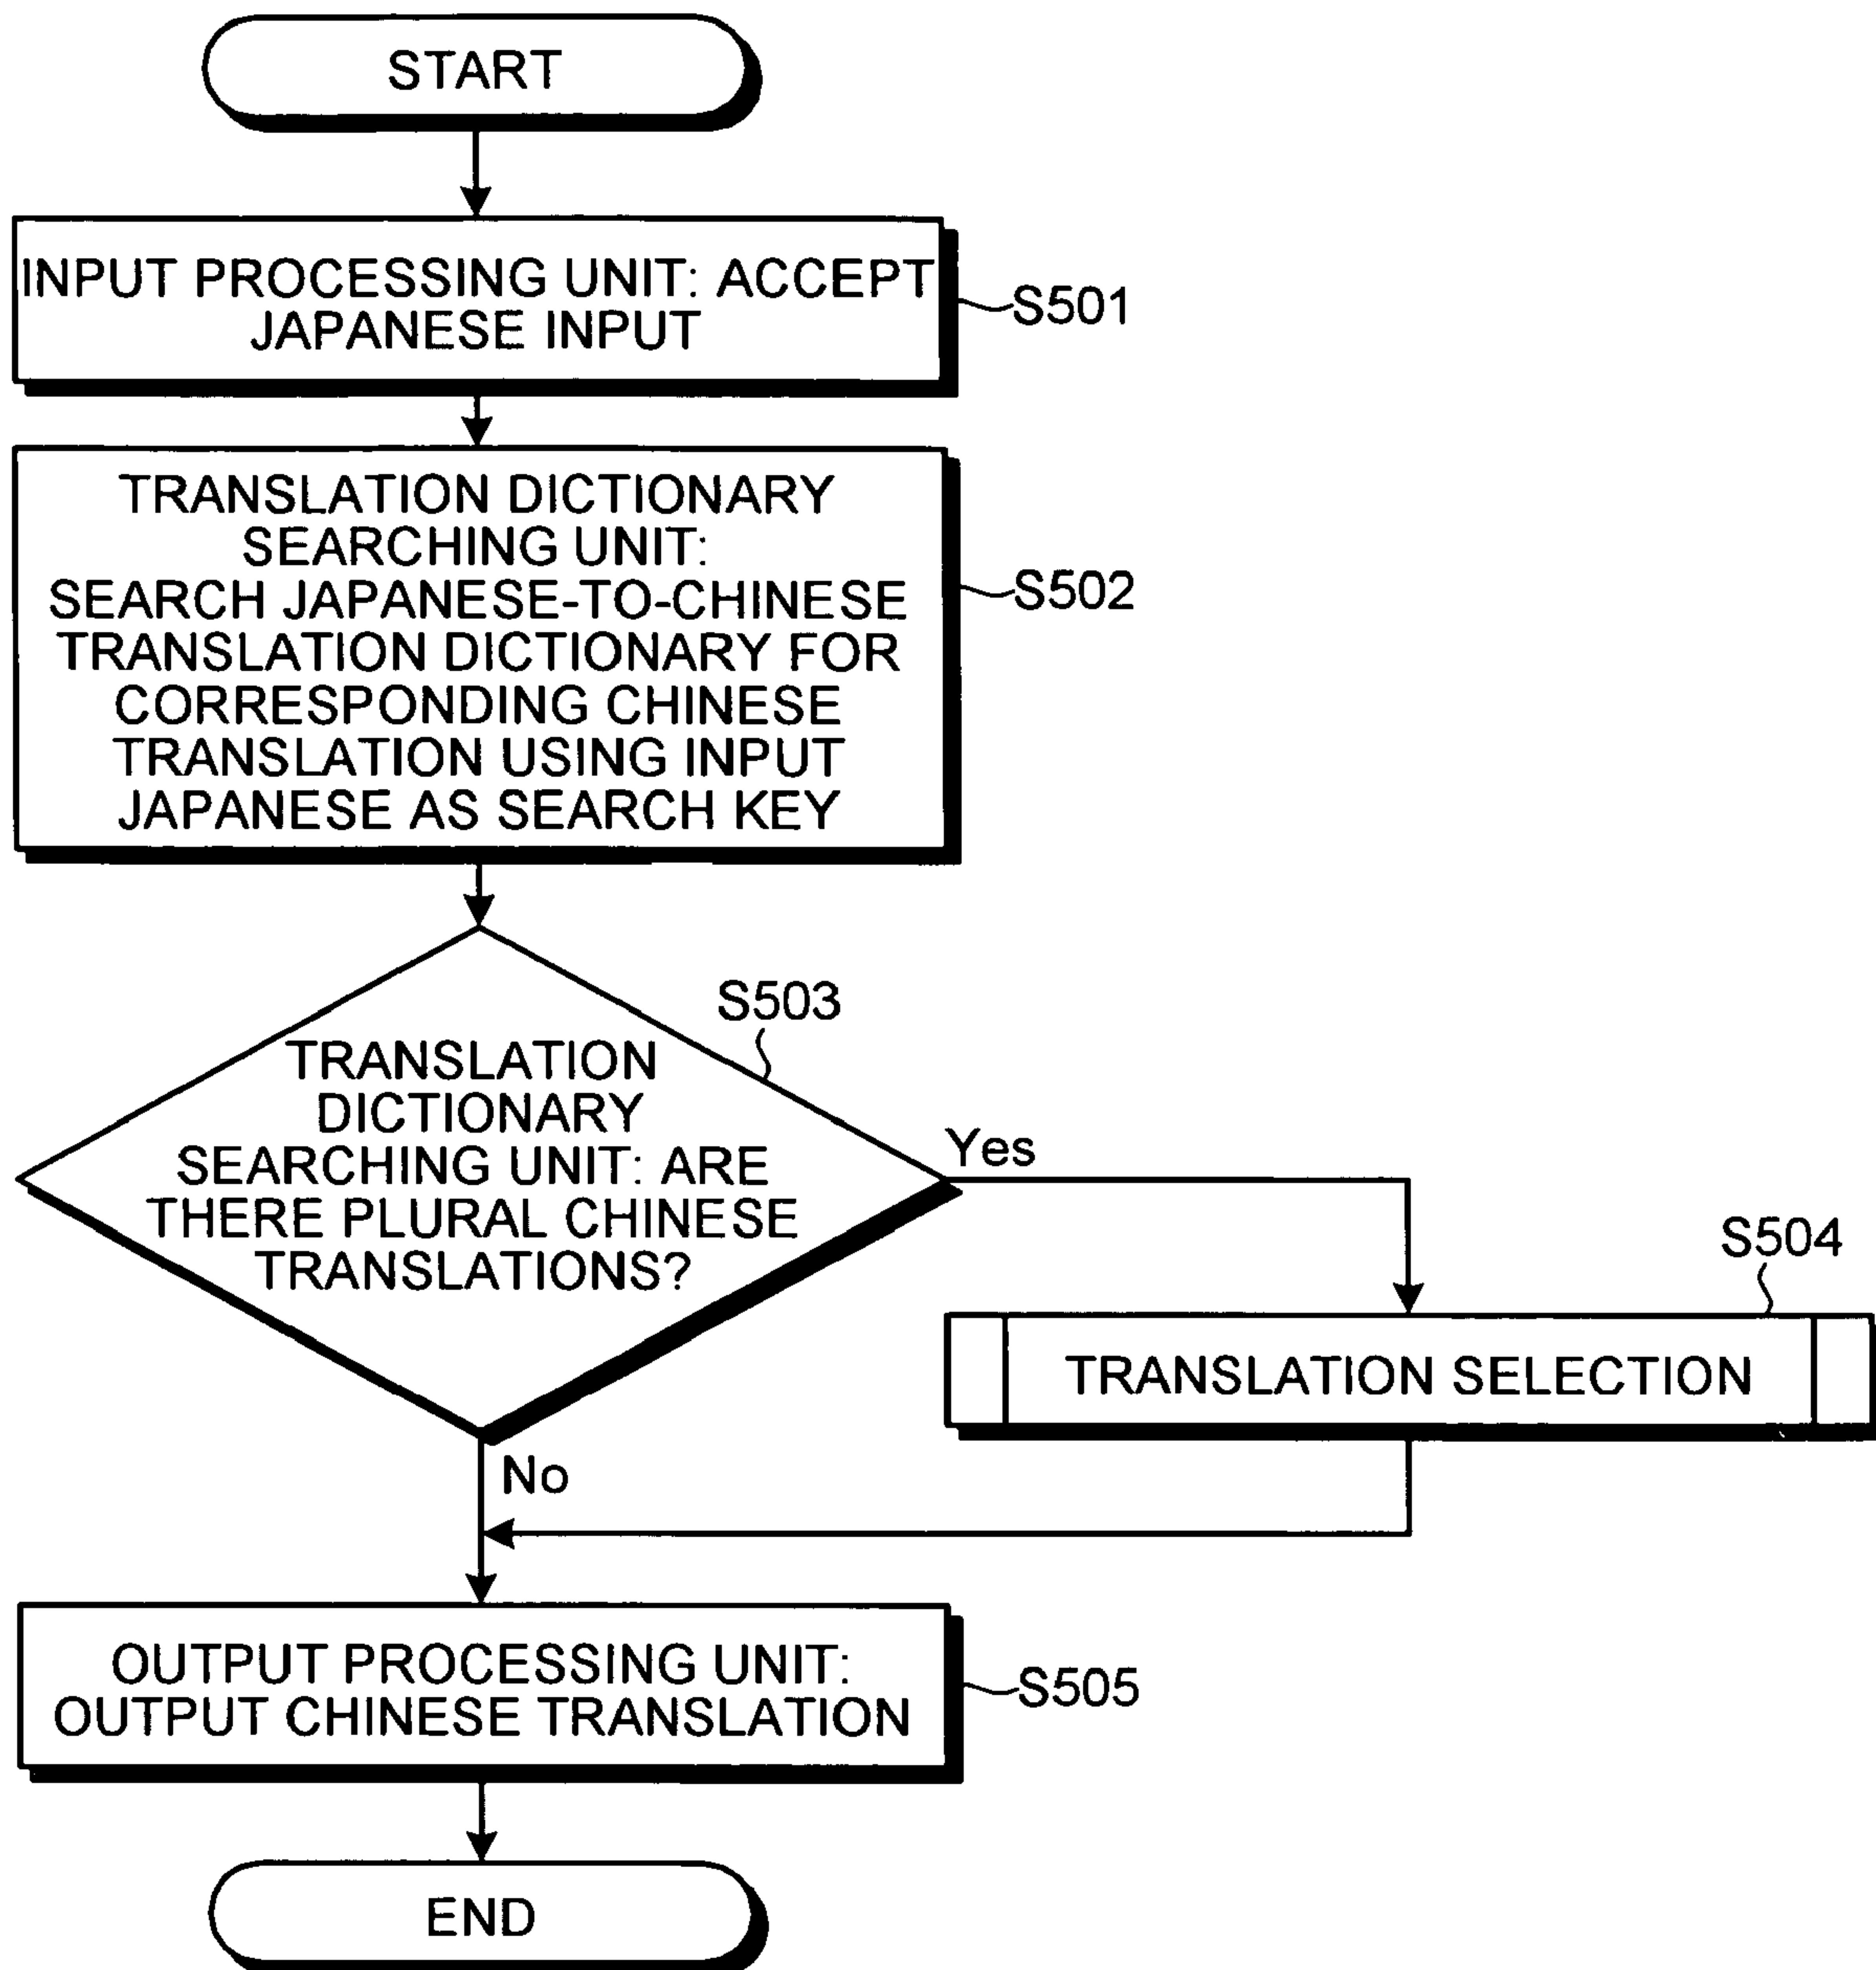 START
INPUT PROCESSING UNIT: ACCEPT
JAPANESE INPUT
S501
TRANSLATION DICTIONARY
SEARCHING UNIT:
SEARCH JAPANESE-TO-CHINESE
TRANSLATION DICTIONARY FOR
CORRESPONDING CHINESE
TRANSLATION USING INPUT
JAPANESE AS SEARCH KEY
S502
S503
TRANSLATION
DICTIONARY
SEARCHING UNIT: ARE
THERE PLURAL CHINESE
TRANSLATIONS?
Yes
S504
TRANSLATION SELECTION
No
OUTPUT PROCESSING UNIT:
OUTPUT CHINESE TRANSLATION
S505
END